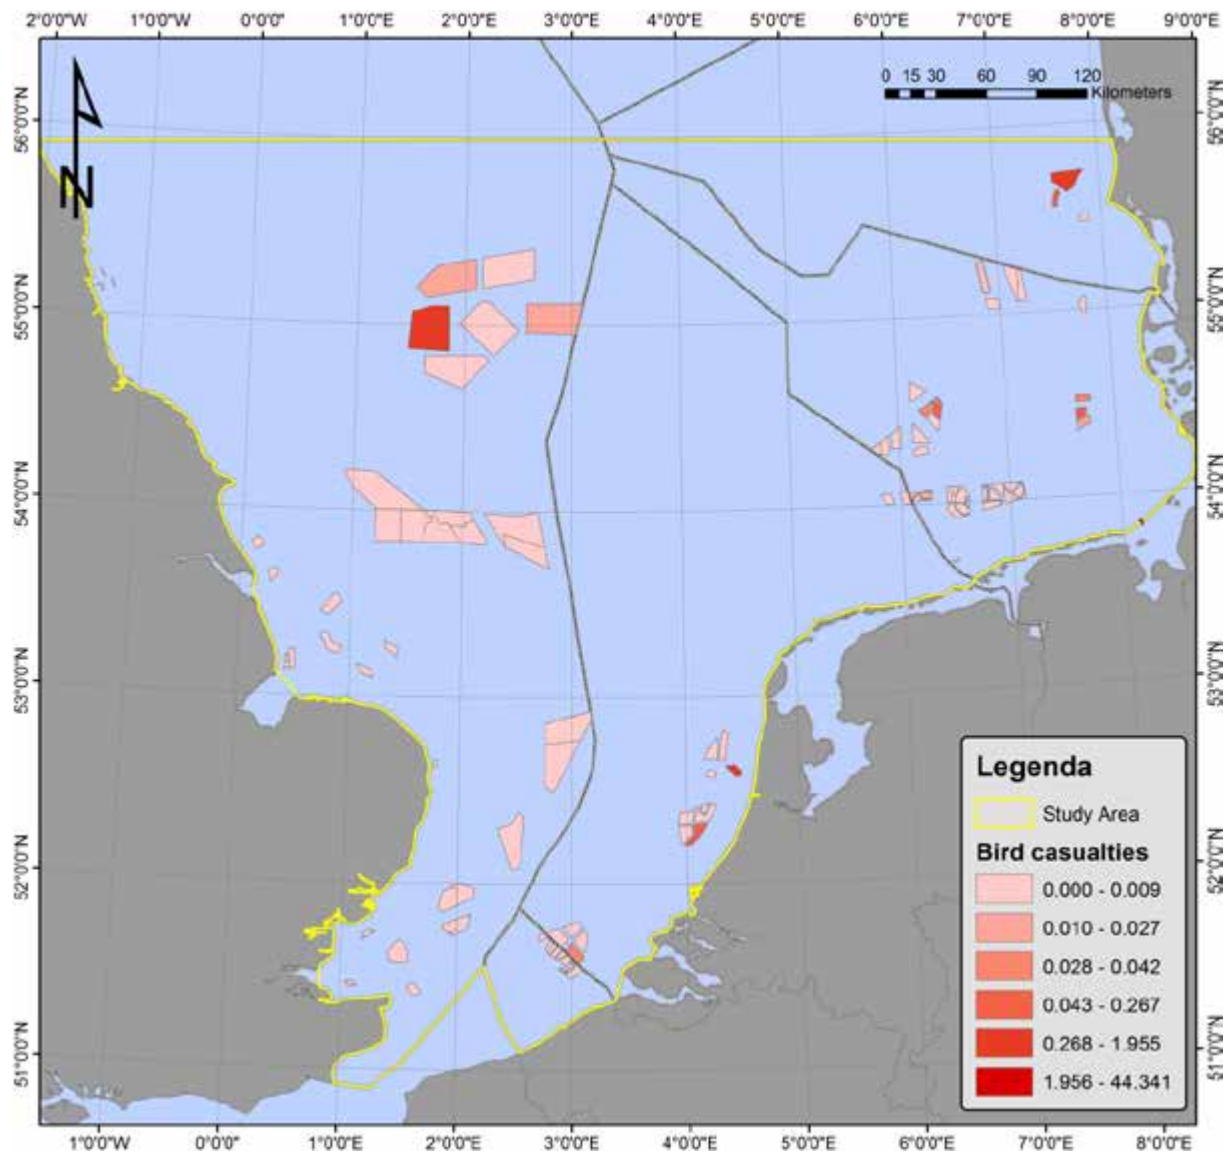 2°0'0"W 1°0'0"W 0°0'0" 1°0'0"E 2°0'0"E 3°0'0"E 4°0'0"E 5°0'0"E 6°0'0"E 7°0'0"E 8°0'0"E 9°0'0"E
N
0 15 30 60 90 120
Kilometers
56°0'0"N 56°0'0"N
55°0'0"N 55°0'0"N
54°0'0"N 54°0'0"N
53°0'0"N 53°0'0"N
52°0'0"N 52°0'0"N
51°0'0"N 51°0'0"N
Legenda
Study Area
Bird casualties
0.000 - 0.009
0.010 - 0.027
0.028 - 0.042
0.043 - 0.267
0.268 - 1.955
1.956 - 44.341
1°0'0"W 0°0'0" 1°0'0"E 2°0'0"E 3°0'0"E 4°0'0"E 5°0'0"E 6°0'0"E 7°0'0"E 8°0'0"E